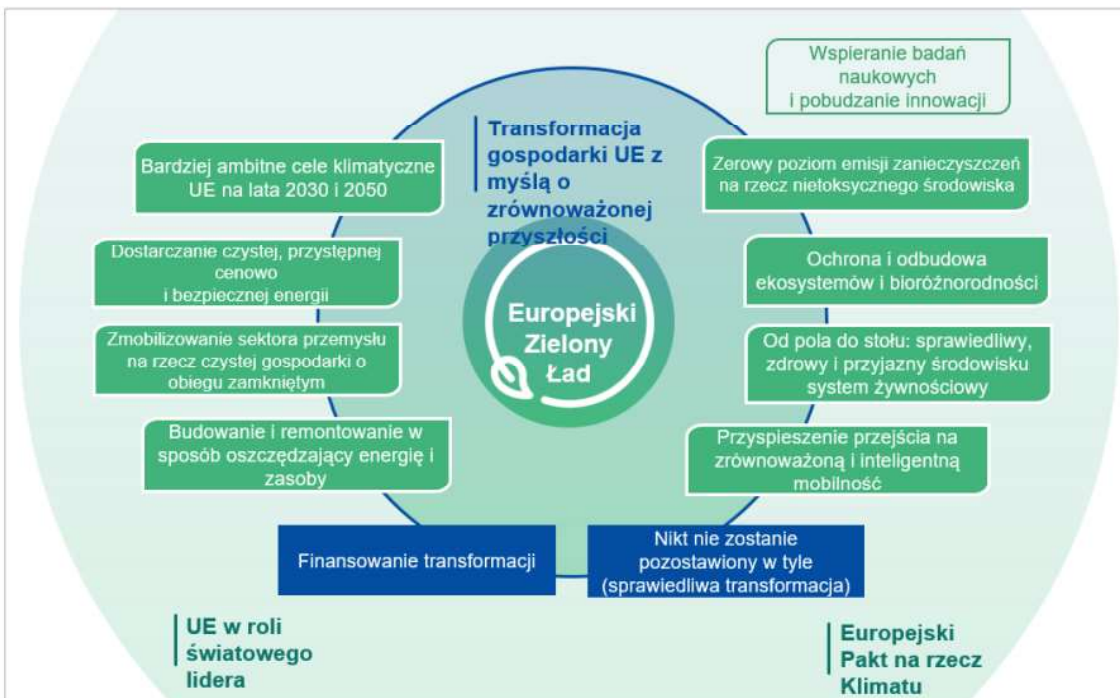 Wspieranie badań
naukowych
i pobudzanie innowacji
Transformacja
gospodarki UE z
myślą o
zrównoważonej
przyszłości
Bardziej ambitne cele klimatyczne
UE na lata 2030 i 2050
Zerowy poziom emisji zanieczyszczeń
na rzecz nietoksycznego środowiska
Dostarczanie czystej, przystępnej
cenowo
i bezpiecznej energii
Ochrona i odbudowa
ekosystemów i bioróżnorodności
Europejski
Zielony
Ład
Zmobilizowanie sektora przemysłu
na rzecz czystej gospodarki o
obiegu zamkniętym
Od pola do stołu: sprawiedliwy,
zdrowy i przyjazny środowisku
system żywnościowy
Budowanie i remontowanie w
sposób oszczędzający energię i
zasoby
Przyspieszenie przejścia na
zrównoważoną i inteligentną
mobilność
Finansowanie transformacji
Nikt nie zostanie
pozostawiony w tyle
(sprawiedliwa transformacja)
UE w roli
światowego
lidera
Europejski
Pakt na rzecz
Klimatu